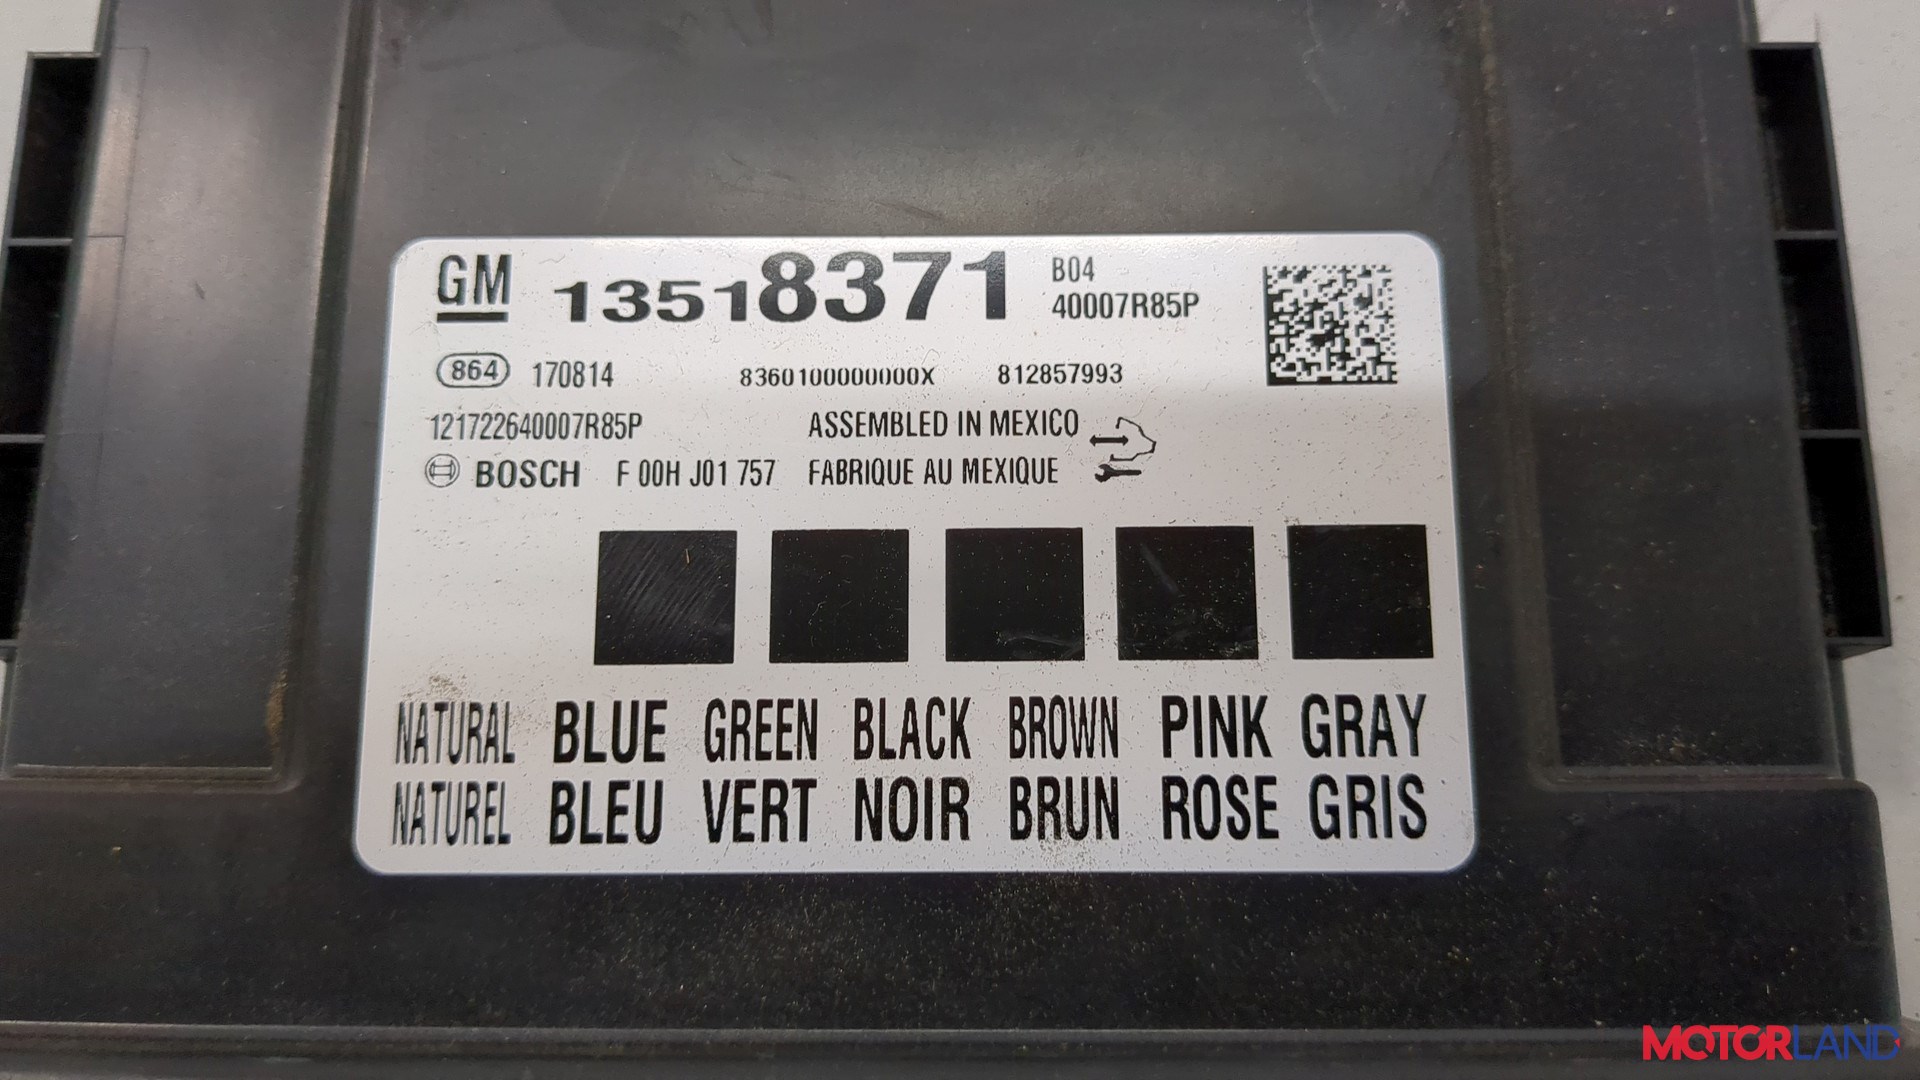 GM 13518371 B04
40007R85P
864 170814 8360100000000X 812857993
121722640007R85P ASSEMBLED IN MEXICO
BOSCH F 00H J01 757 FABRIQUE AU MEXIQUE
NATURAL BLUE GREEN BLACK BROWN PINK GRAY
NATUREL BLEU VERT NOIR BRUN ROSE GRIS
MOTORLAND